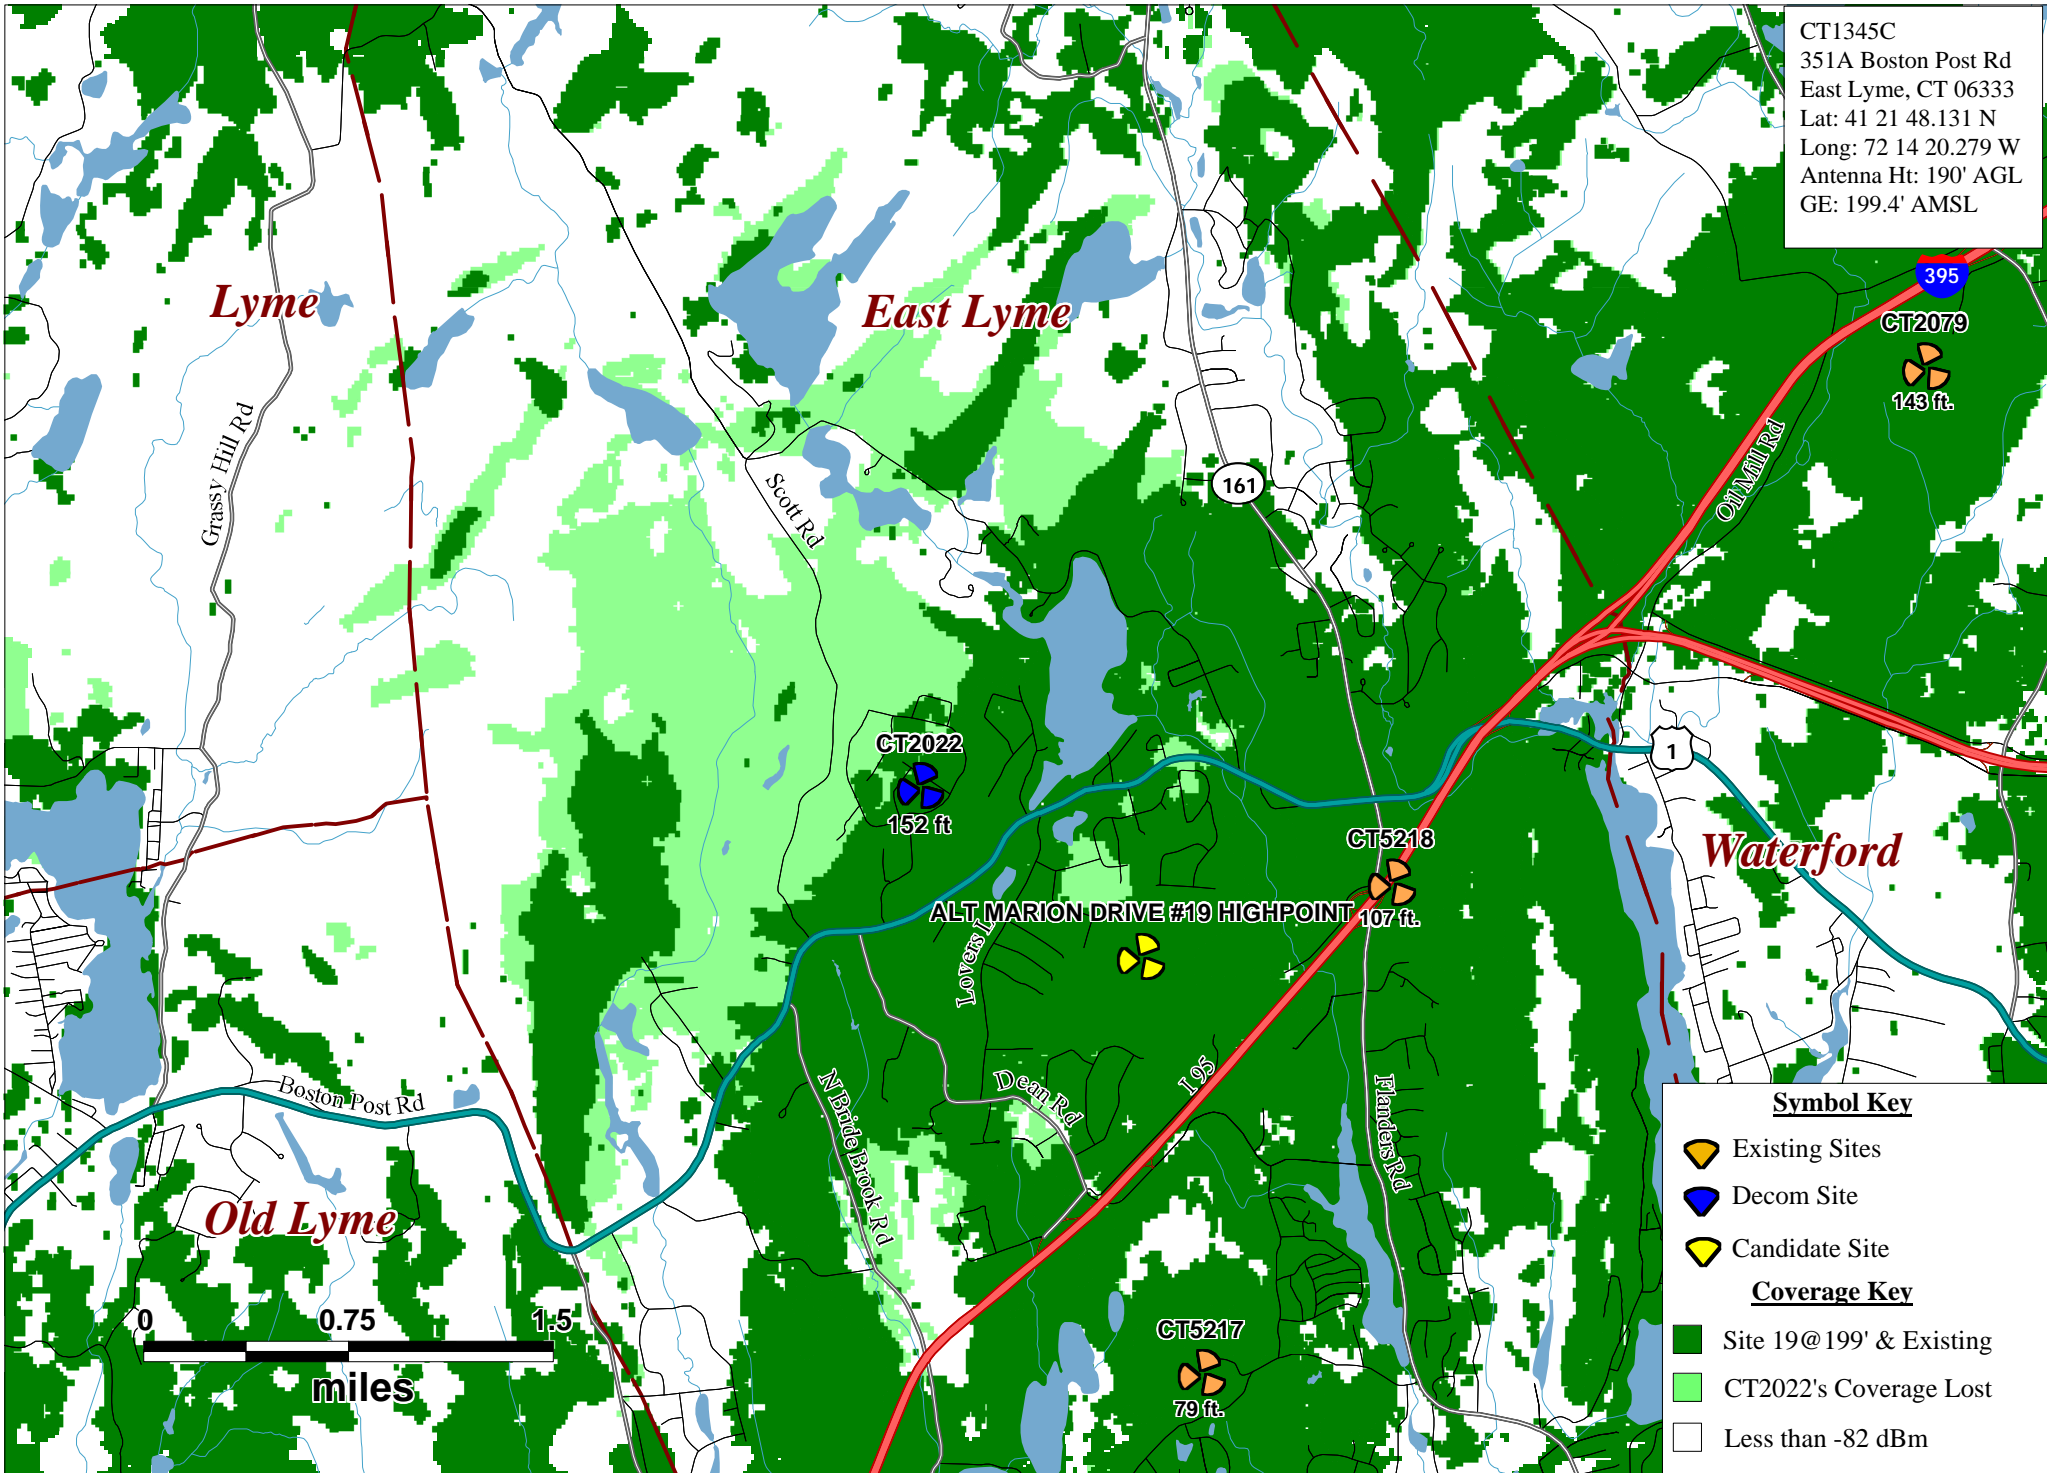 CT1345C
351A Boston Post Rd
East Lyme, CT 06333
Lat: 41 21 48.131 N
Long: 72 14 20.279 W
Antenna Ht: 190' AGL
GE: 199.4' AMSL
395
CT2079
143 ft.
Lyme
East Lyme
Grassy Hill Rd
Scott Rd
161
Oil Mill Rd
CT2022
152 ft
1
CT5218
107 ft.
Waterford
ALT MARION DRIVE #19 HIGHPOINT
Lovers L
I 95
Dean Rd
N Bride Brook Rd
Flanders Rd
Boston Post Rd
Old Lyme
0 0.75 1.5
miles
CT5217
79 ft.
Symbol Key
Existing Sites
Decom Site
Candidate Site
Coverage Key
Site 19@199' & Existing
CT2022's Coverage Lost
Less than -82 dBm